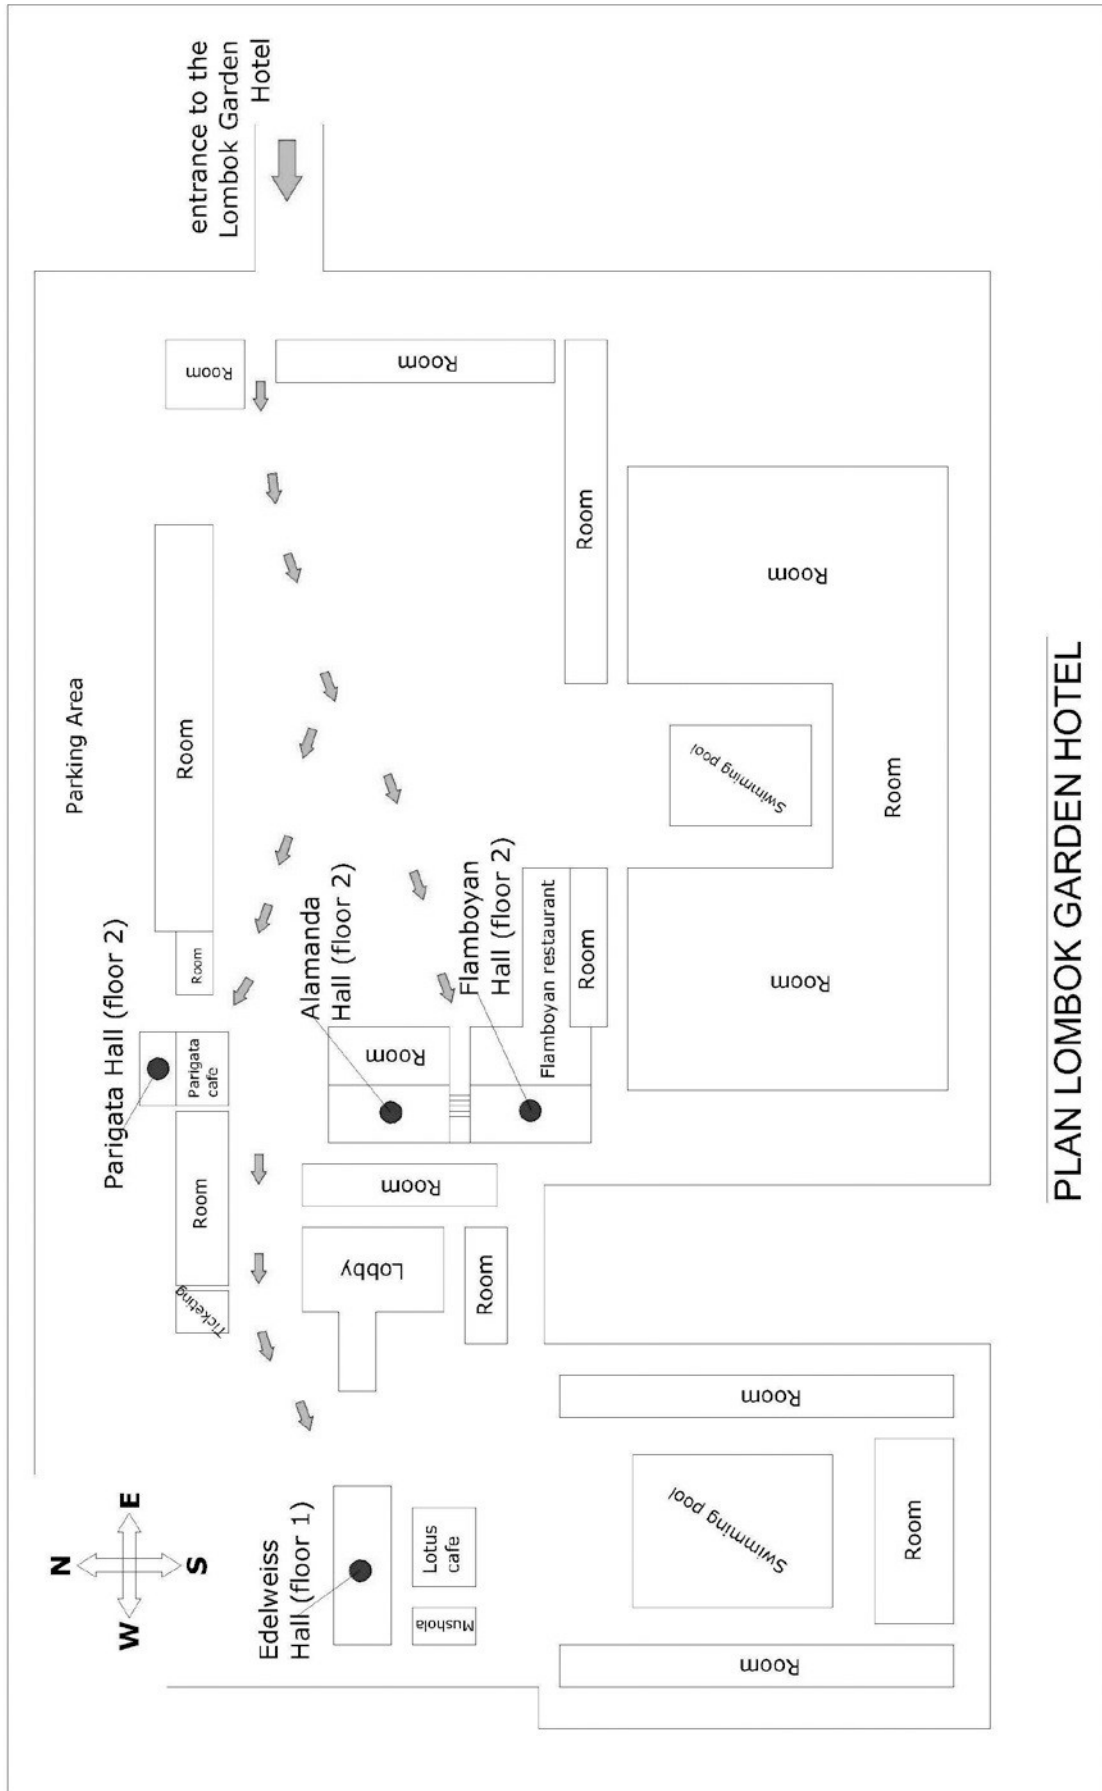 entrance to the
Lombok Garden
Hotel
Parking Area
Room
Room
Room
Room
Room
Room
Room
Room
Swimming pool
Parigata Hall (floor 2)
Parigata
cafe
Alamanda
Hall (floor 2)
Flamboyan
Hall (floor 2)
Flamboyan restaurant
Room
Room
Room
Room
Ticketing
Lobby
Room
Room
Swimming pool
Room
Room
Edelweiss
Hall (floor 1)
Lotus
cafe
Mushola
N
E
S
W
PLAN LOMBOK GARDEN HOTEL